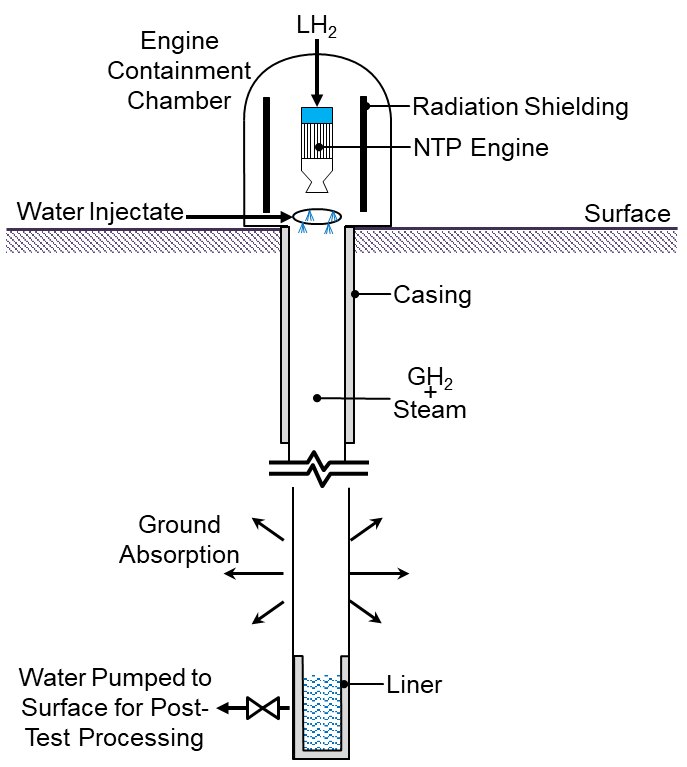 LH₂
Engine
Containment
Chamber
Radiation Shielding
NTP Engine
Water Injectate
Surface
Casing
GH₂
+
Steam
Ground
Absorption
Water Pumped to
Surface for Post-
Test Processing
Liner